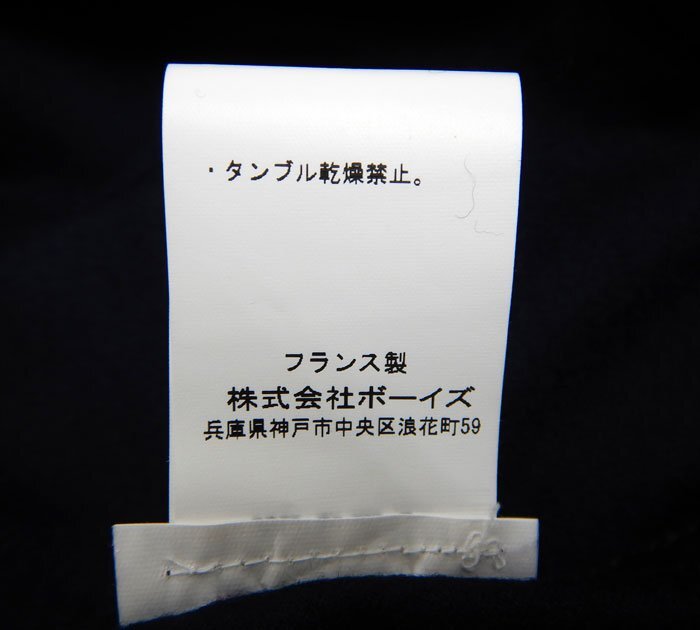 ・タンブル乾燥禁止。
フランス製
株式会社ボーイズ
兵庫県神戸市中央区浪花町59